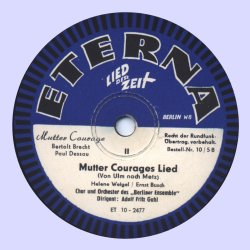 ETERNA
LIED DER ZEIT
BERLIN W 8
Mutter Courage
Bertolt Brecht
Paul Dessau
II
Recht der Rundfunk-
Übertrag. vorbehalt.
Bestell-Nr. 10/5 B
Mutter Courages Lied
(Von Ulm nach Metz)
Helene Weigel / Ernst Busch
Chor und Orchester des „Berliner Ensemble"
Dirigent: Adolf Fritz Guhl
ET 10-2477